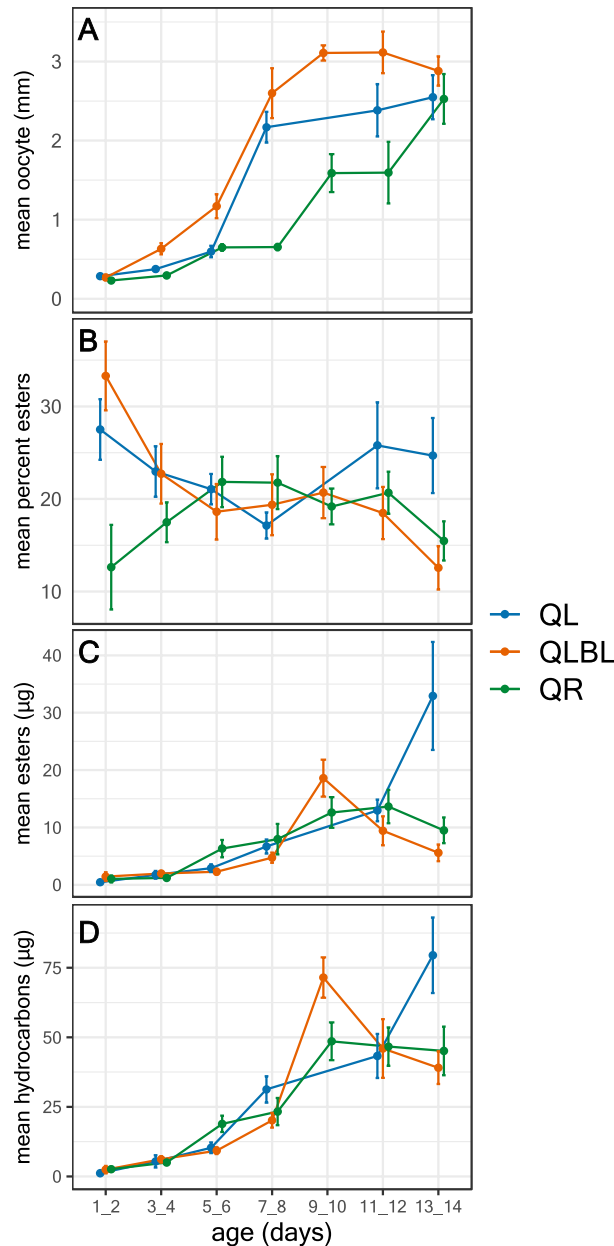 A
mean oocyte (mm)
3
2
1
0
B
mean percent esters
30
20
10
QL
QLBL
QR
C
mean esters (µg)
40
30
20
10
0
D
mean hydrocarbons (µg)
75
50
25
0
1_2 3_4 5_6 7_8 9_10 11_12 13_14
age (days)